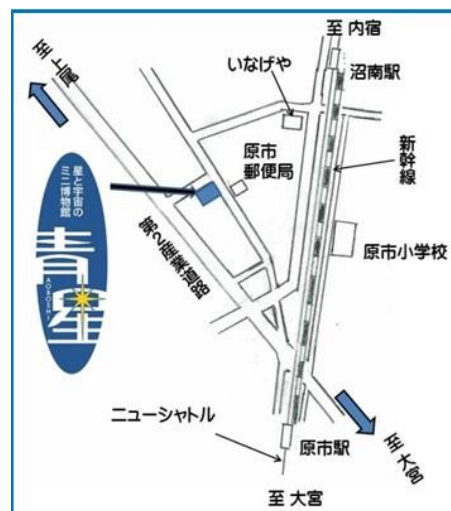 至 内宿
沼南駅
至 上尾
いなげや
新幹線
原市
郵便局
星と宇宙の
ミニ博物館
青星
AOBOSHI
第2産業道路
原市小学校
ニューシャトル
原市駅
至 大宮
至 大宮